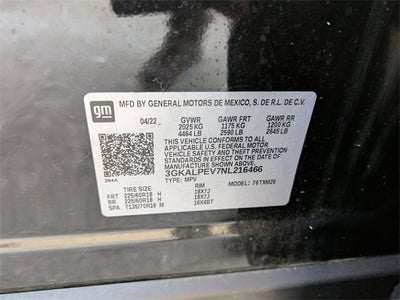 gm
MFD BY GENERAL MOTORS DE MEXICO, S. DE R.L. DE C.V.
04/22 GVWR GAWR FRT GAWR RR
2025 KG 1175 KG 1200 KG
4464 LB 2590 LB 2645 LB
THIS VEHICLE CONFORMS TO ALL
APPLICABLE U.S. FEDERAL MOTOR
VEHICLE SAFETY, BUMPER, AND
THEFT PREVENTION STANDARDS
IN EFFECT ON THE DATE OF
MANUFACTURE SHOWN ABOVE.
3GKALPEV7NL216466
TYPE: MPV MODEL: 76TXM26
TIRE RIM
FRT 225/60R18 H 18X7J
RR 225/60R18 H 18X7J
SPA T135/70R16 M 16X4BT